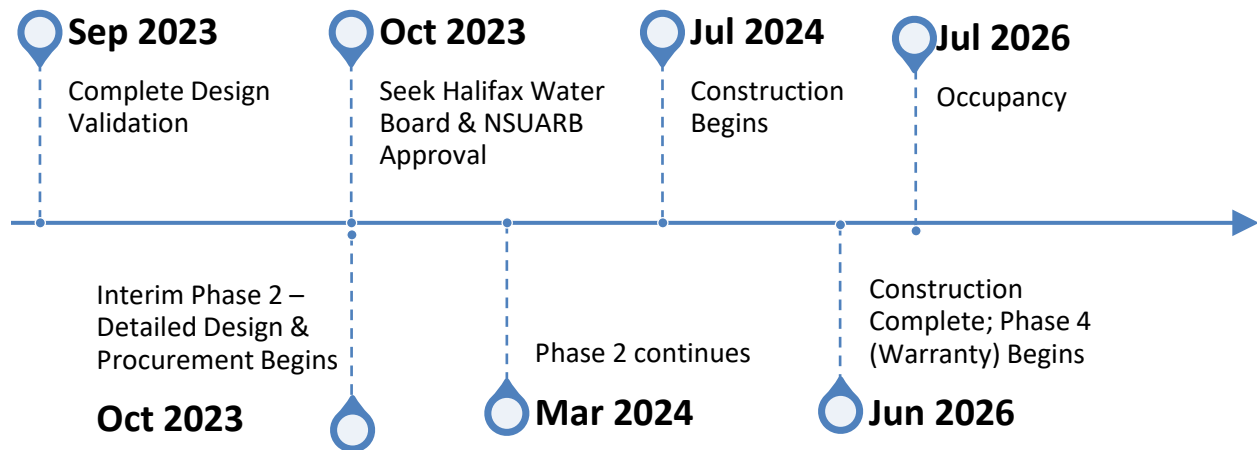 Sep 2023
Complete Design
Validation
Oct 2023
Seek Halifax Water
Board & NSUARB
Approval
Jul 2024
Construction
Begins
Jul 2026
Occupancy
Interim Phase 2 –
Detailed Design &
Procurement Begins
Oct 2023
Phase 2 continues
Mar 2024
Construction
Complete; Phase 4
(Warranty) Begins
Jun 2026